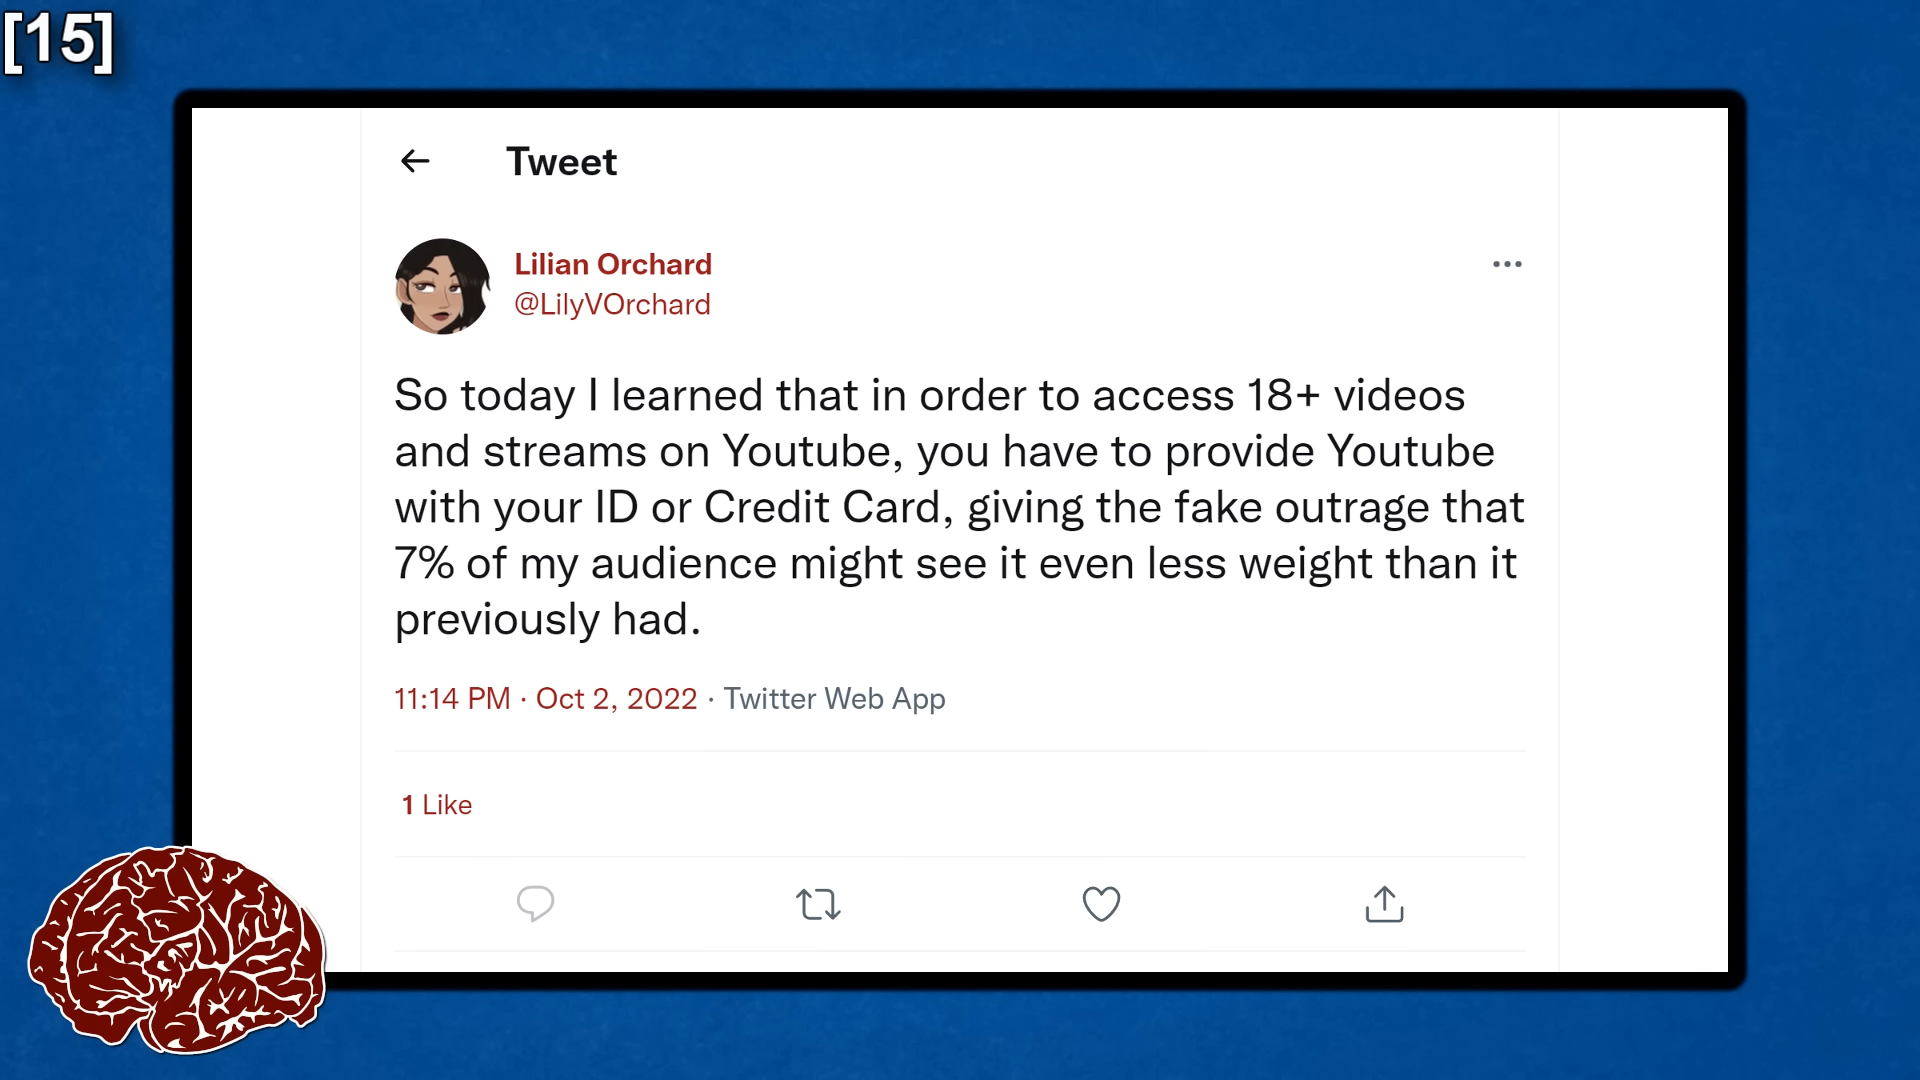 [15]
Tweet
Lilian Orchard
@LilyVOrchard
So today I learned that in order to access 18+ videos
and streams on Youtube, you have to provide Youtube
with your ID or Credit Card, giving the fake outrage that
7% of my audience might see it even less weight than it
previously had.
11:14 PM · Oct 2, 2022 · Twitter Web App
1 Like